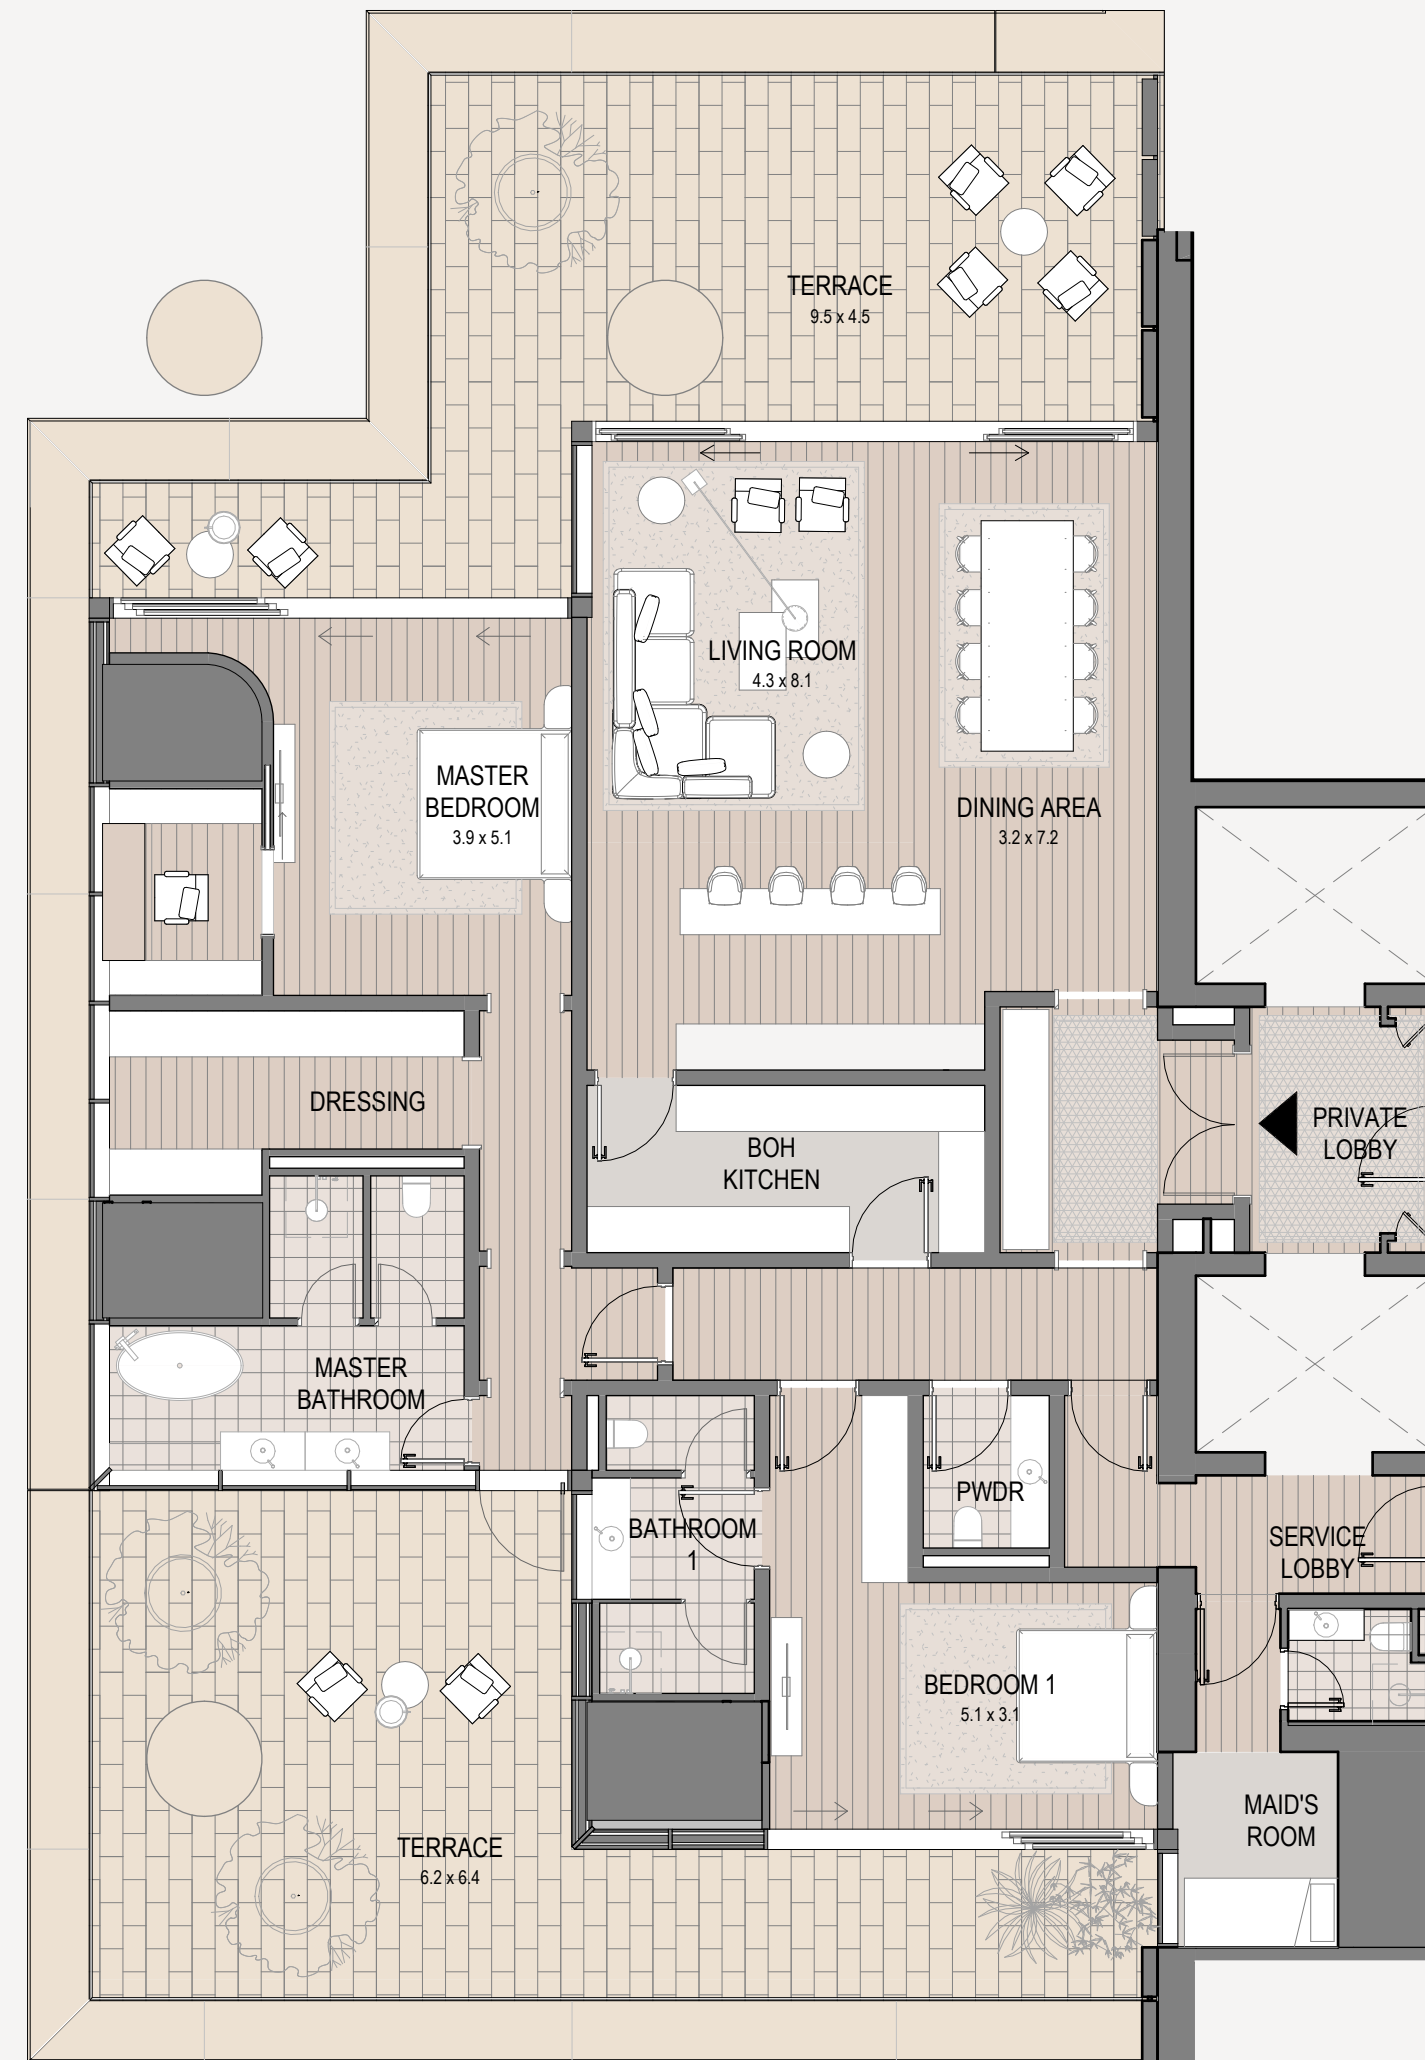 TERRACE
9.5 x 4.5
LIVING ROOM
4.3 x 8.1
MASTER
BEDROOM
3.9 x 5.1
DINING AREA
3.2 x 7.2
DRESSING
PRIVATE
LOBBY
BOH
KITCHEN
MASTER
BATHROOM
PWDR
BATHROOM
1
SERVICE
LOBBY
BEDROOM 1
5.1 x 3.1
MAID'S
ROOM
TERRACE
6.2 x 6.4